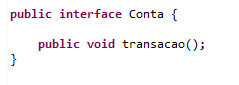 public interface Conta {
public void transacao();
}